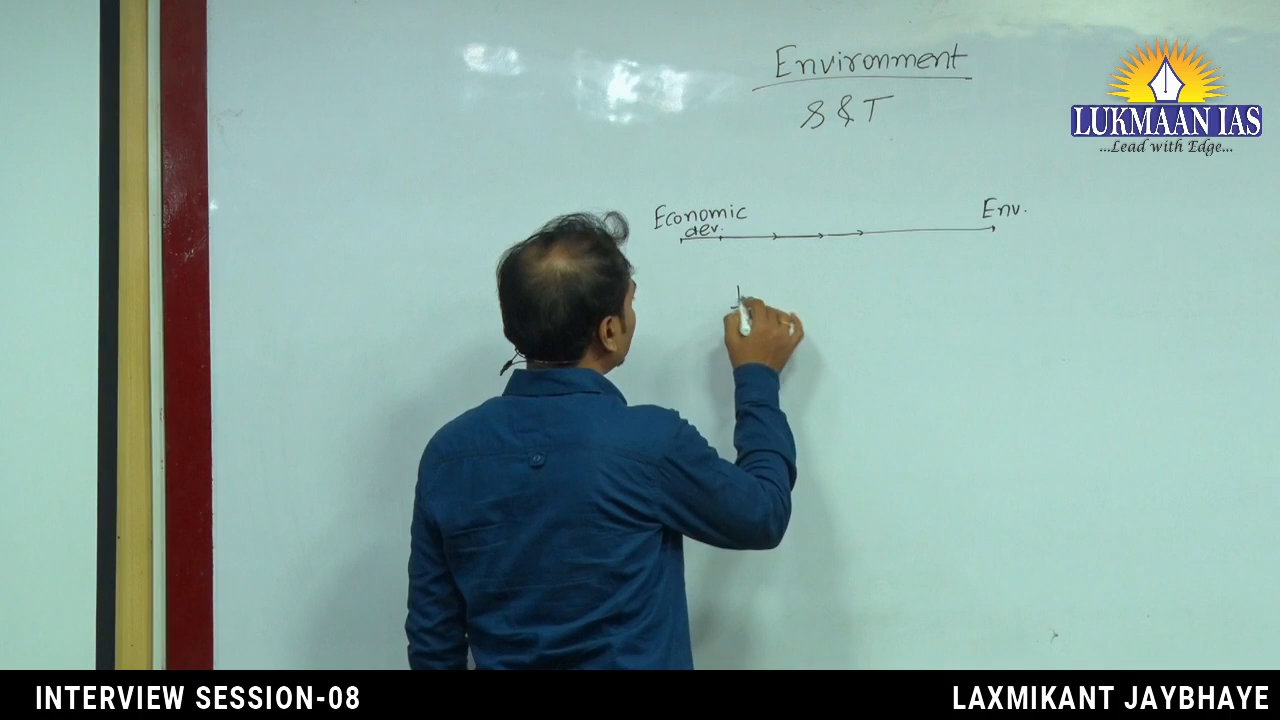 Environment
S & T
LUKMAAN IAS
...Lead with Edge...
Economic
dev.
Env.
INTERVIEW SESSION-08
LAXMIKANT JAYBHAYE